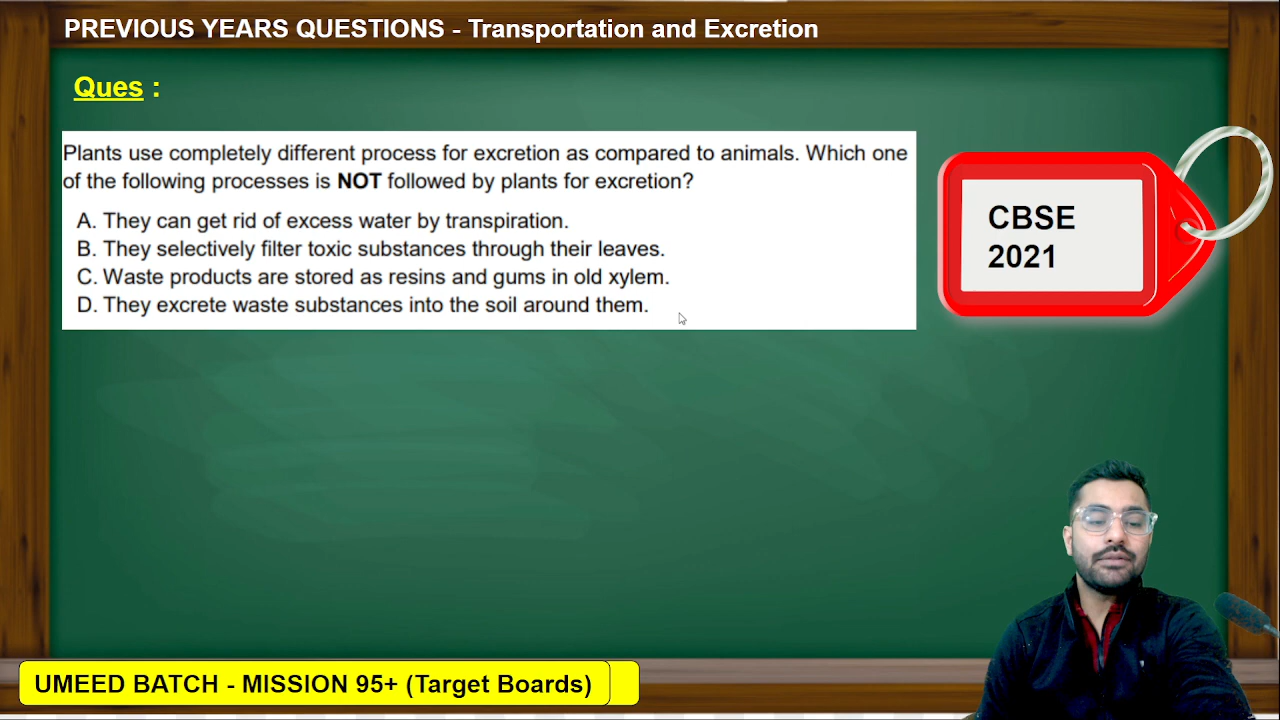 PREVIOUS YEARS QUESTIONS - Transportation and Excretion
Ques :
Plants use completely different process for excretion as compared to animals. Which one
of the following processes is NOT followed by plants for excretion?
A. They can get rid of excess water by transpiration.
B. They selectively filter toxic substances through their leaves.
C. Waste products are stored as resins and gums in old xylem.
D. They excrete waste substances into the soil around them.
CBSE
2021
UMEED BATCH - MISSION 95+ (Target Boards)